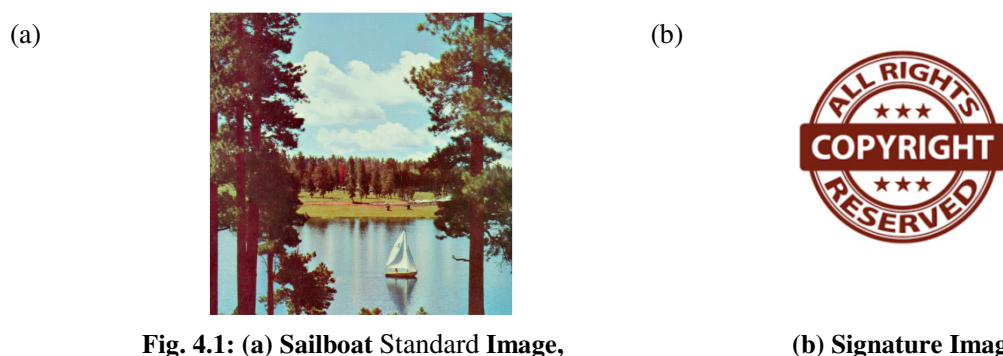 (a)
(b)
ALL RIGHTS
COPYRIGHT
RESERVED
Fig. 4.1: (a) Sailboat Standard Image,
(b) Signature Imag